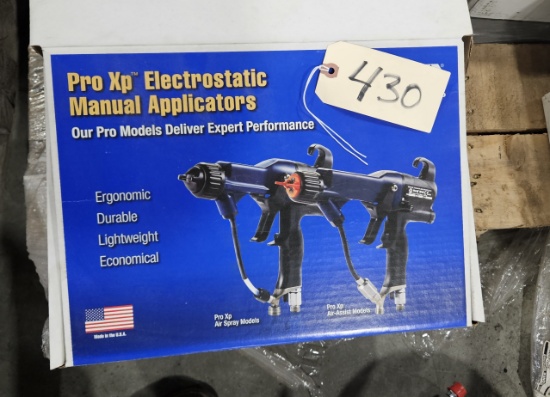 Pro Xp™ Electrostatic
Manual Applicators
Our Pro Models Deliver Expert Performance
430
Ergonomic
Durable
Lightweight
Economical
Pro Xp
Air Spray Models
Pro Xp
Air-Assist Models
Made in the U.S.A.